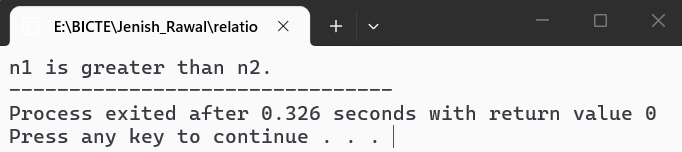 E:\BICTE\Jenish_Rawal\relatio
n1 is greater than n2.
--------------------------------
Process exited after 0.326 seconds with return value 0
Press any key to continue . . .